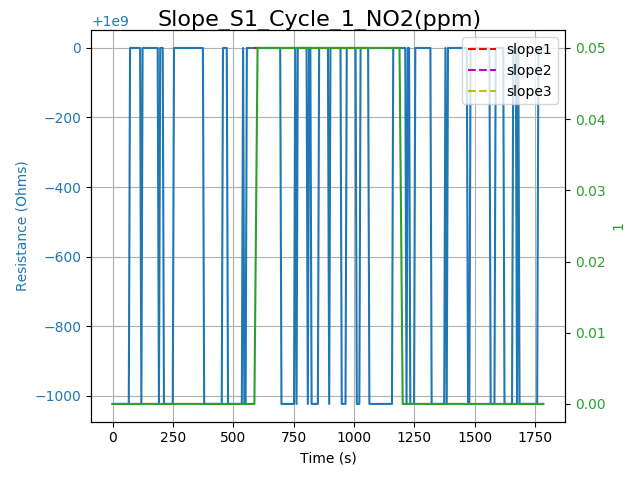 Slope_S1_Cycle_1_NO2(ppm)
+1e9
slope1
slope2
slope3
0
−200
−400
−600
−800
−1000
Resistance (Ohms)
0.05
0.04
0.03
0.02
0.01
0.00
1
0 250 500 750 1000 1250 1500 1750
Time (s)